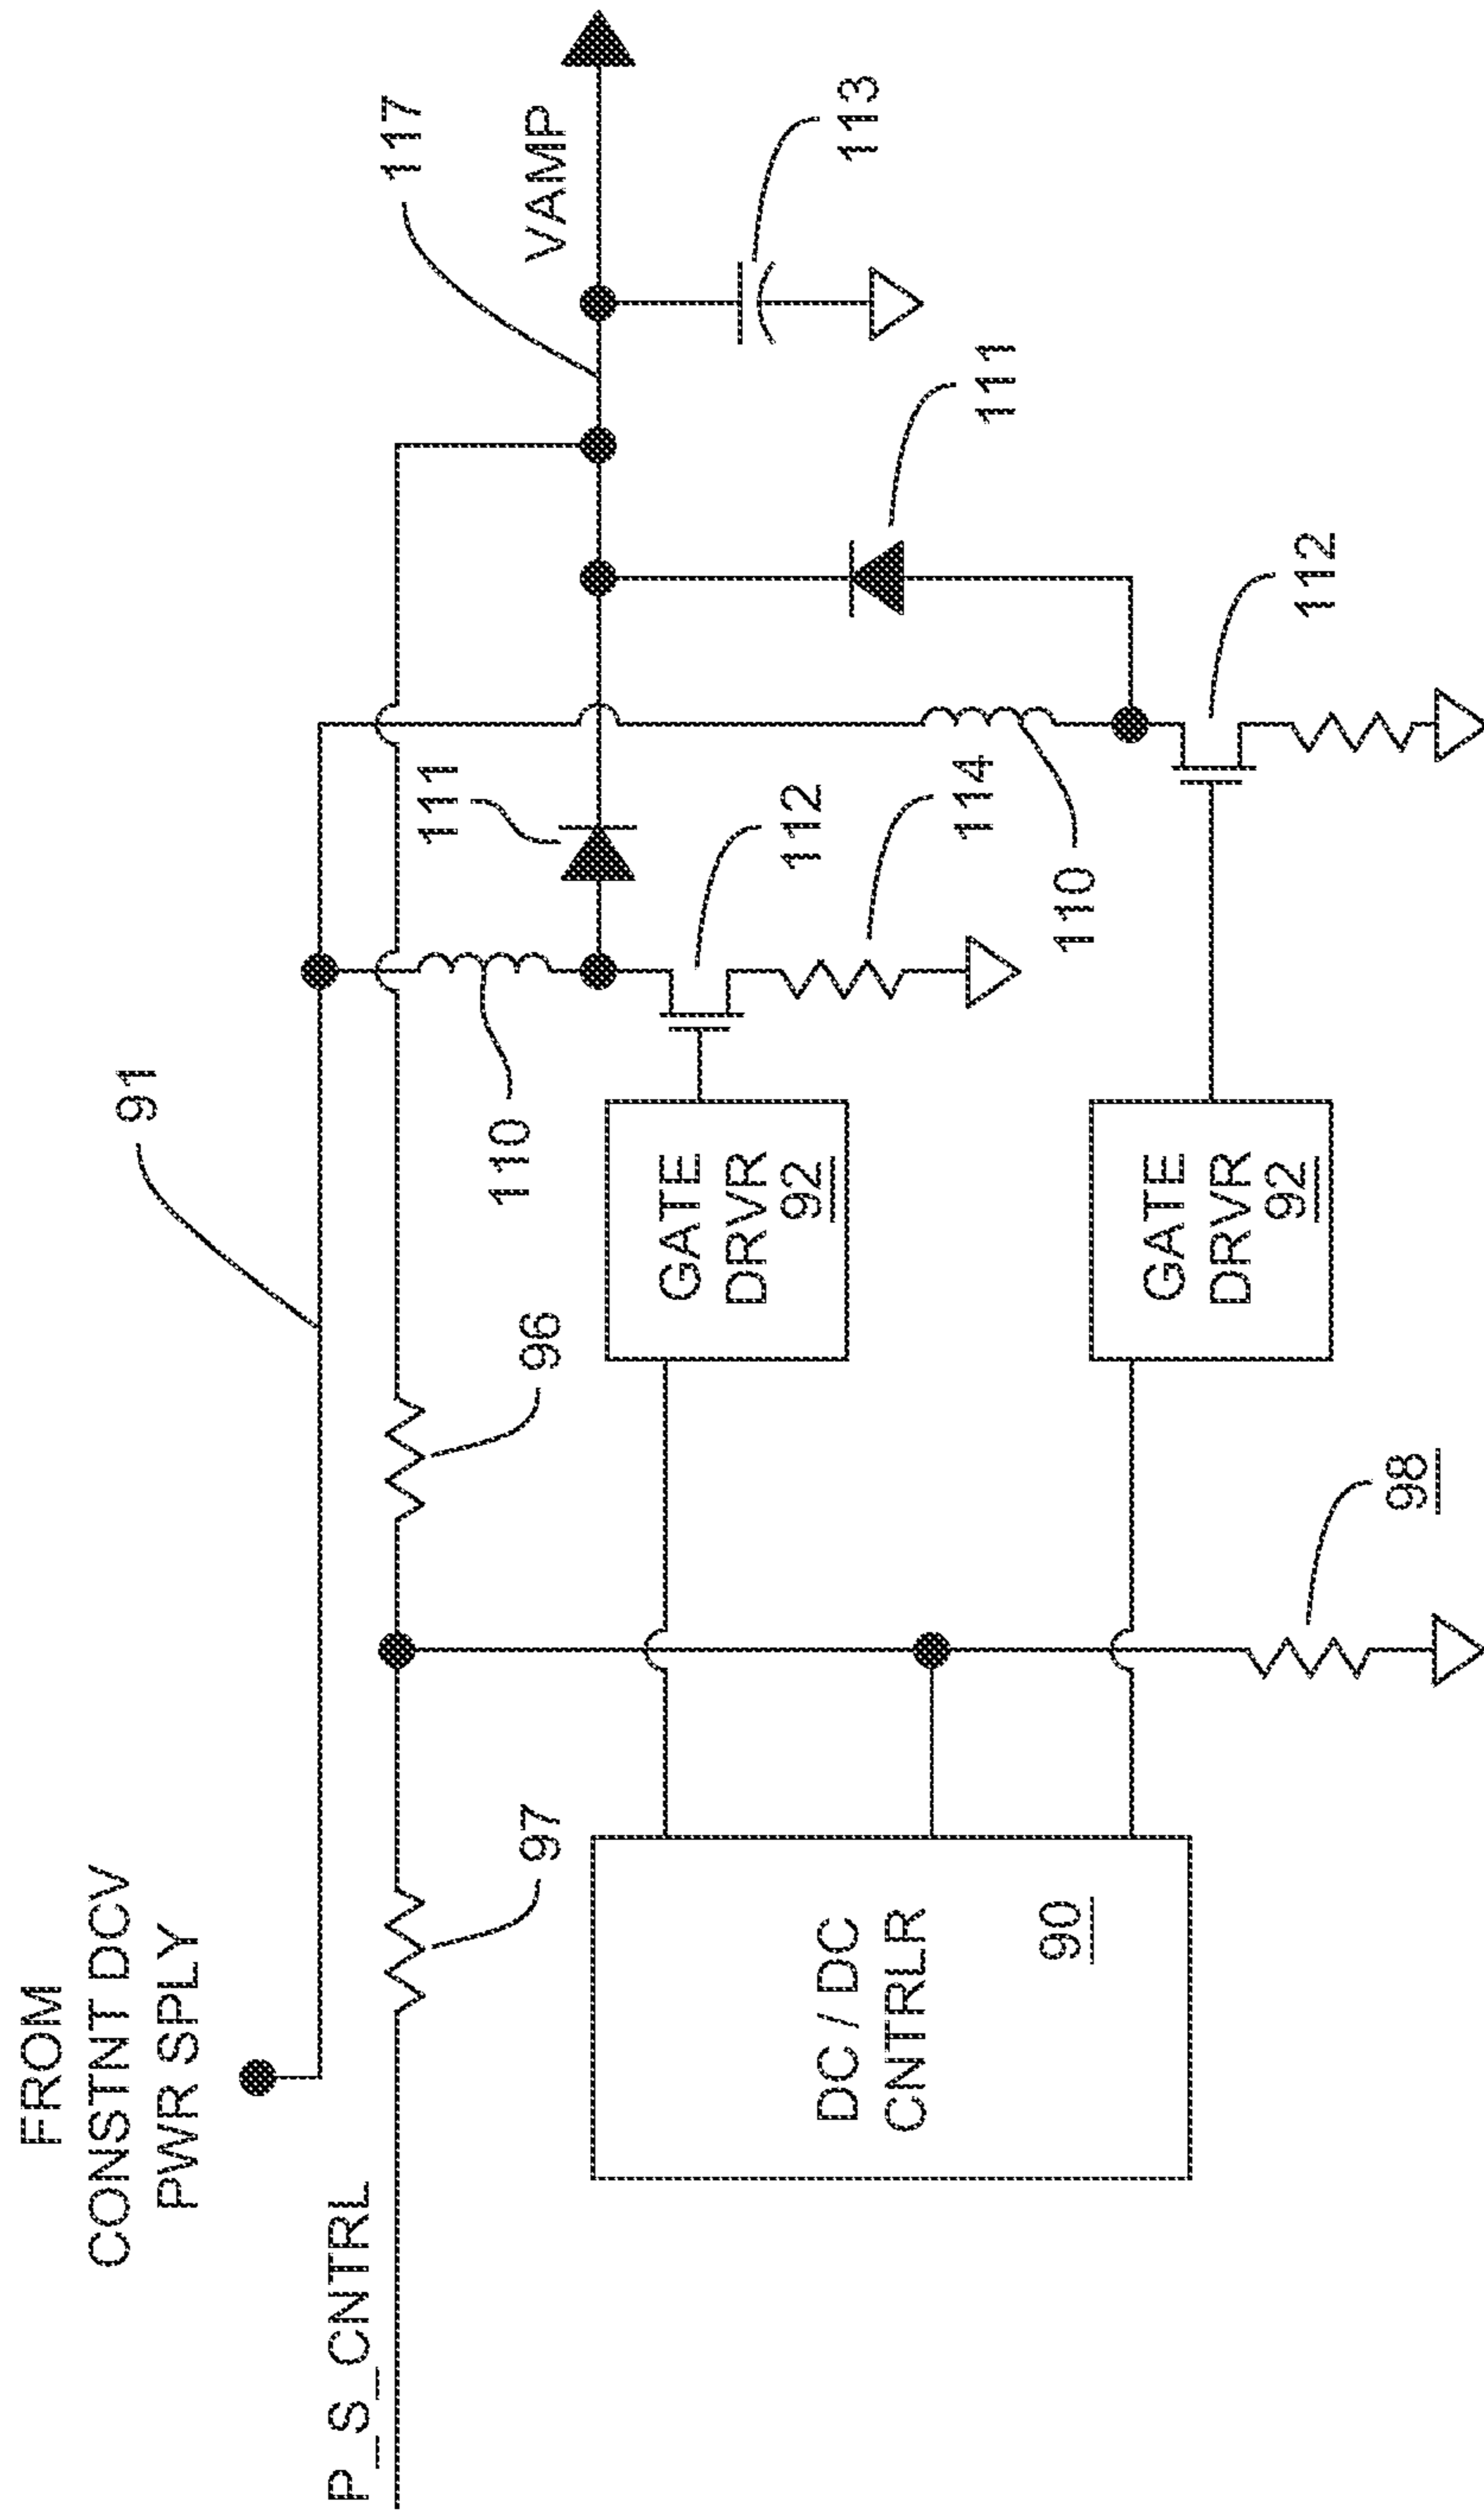 FROM
CONSTNT DCV
PWR SPLY
P_S_CNTRL
91
97
96
110
111
117
VAMP
113
111
112
114
110
112
GATE
DRVR
92
GATE
DRVR
92
DC / DC
CNTRLR
90
98